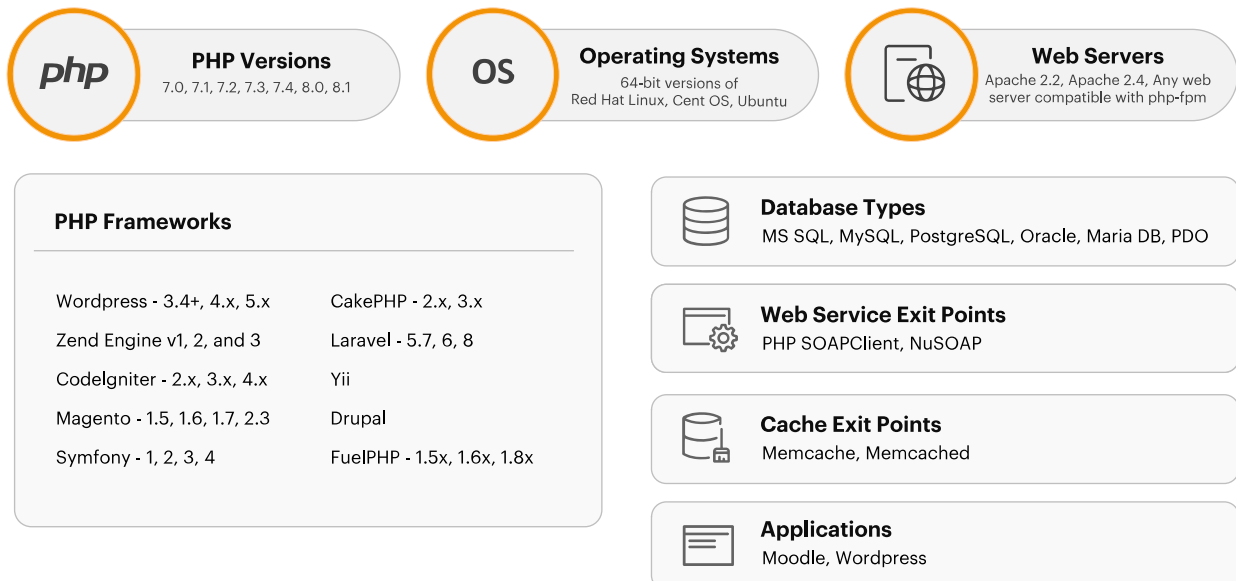 php
PHP Versions
7.0, 7.1, 7.2, 7.3, 7.4, 8.0, 8.1
OS
Operating Systems
64-bit versions of
Red Hat Linux, Cent OS, Ubuntu
Web Servers
Apache 2.2, Apache 2.4, Any web
server compatible with php-fpm
PHP Frameworks
Wordpress - 3.4+, 4.x, 5.x
Zend Engine v1, 2, and 3
CodeIgniter - 2.x, 3.x, 4.x
Magento - 1.5, 1.6, 1.7, 2.3
Symfony - 1, 2, 3, 4
CakePHP - 2.x, 3.x
Laravel - 5.7, 6, 8
Yii
Drupal
FuelPHP - 1.5x, 1.6x, 1.8x
Database Types
MS SQL, MySQL, PostgreSQL, Oracle, Maria DB, PDO
Web Service Exit Points
PHP SOAPClient, NuSOAP
Cache Exit Points
Memcache, Memcached
Applications
Moodle, Wordpress